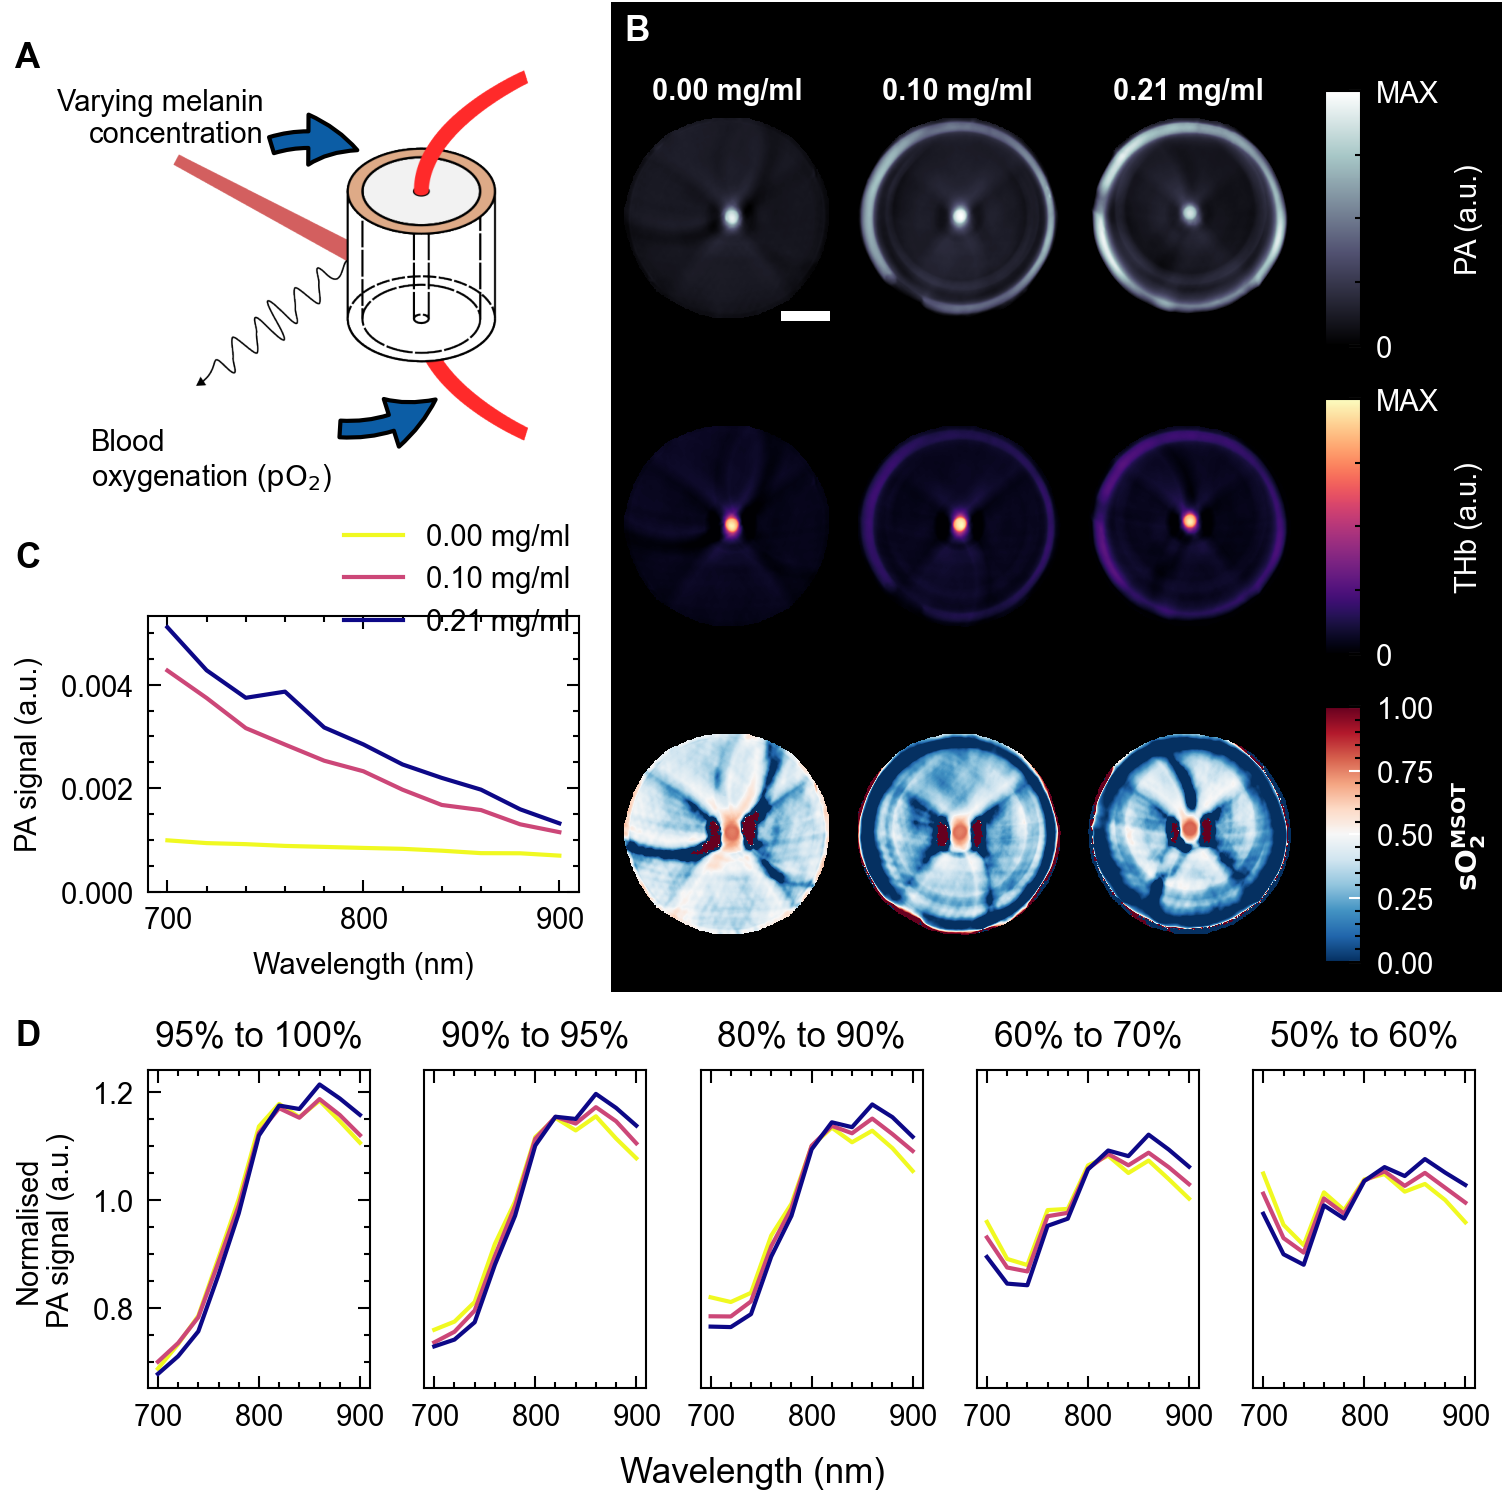 A
Varying melanin
concentration
Blood
oxygenation (pO₂)
B
0.00 mg/ml
0.10 mg/ml
0.21 mg/ml
MAX
PA (a.u.)
0
MAX
THb (a.u.)
0
1.00
0.75
0.50
0.25
0.00
sO₂ᴹˢᴼᵀ
C
0.00 mg/ml
0.10 mg/ml
0.21 mg/ml
PA signal (a.u.)
0.004
0.002
0.000
700
800
900
Wavelength (nm)
D
95% to 100%
90% to 95%
80% to 90%
60% to 70%
50% to 60%
Normalised
PA signal (a.u.)
1.2
1.0
0.8
700 800 900
700 800 900
700 800 900
700 800 900
700 800 900
Wavelength (nm)